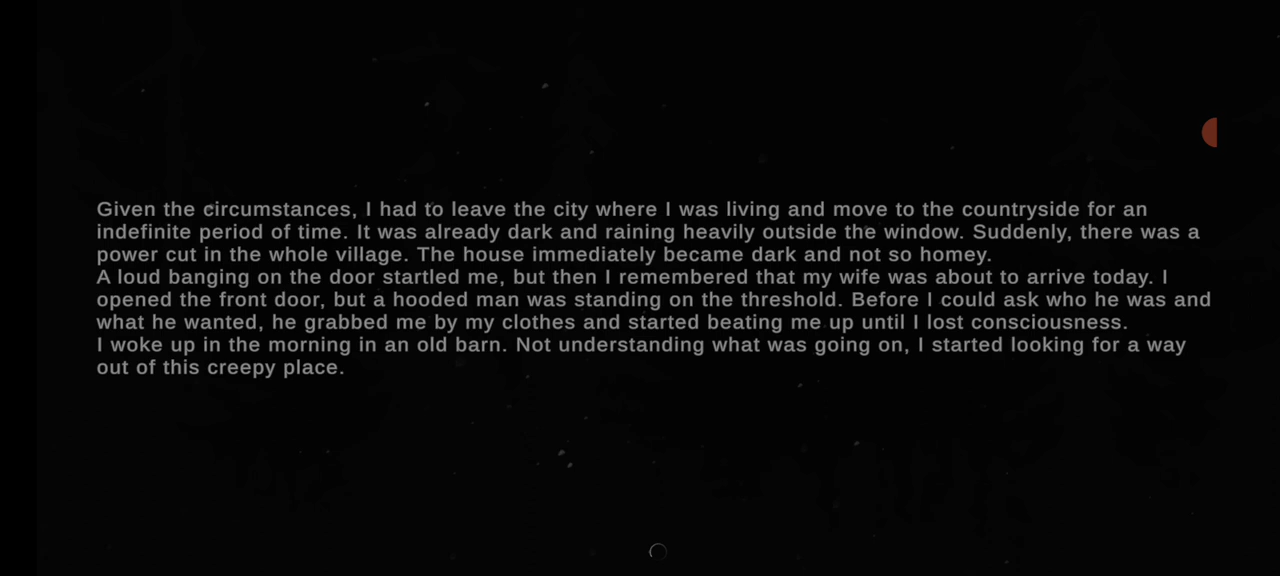 Given the circumstances, I had to leave the city where I was living and move to the countryside for an
indefinite period of time. It was already dark and raining heavily outside the window. Suddenly, there was a
power cut in the whole village. The house immediately became dark and not so homey.
A loud banging on the door startled me, but then I remembered that my wife was about to arrive today. I
opened the front door, but a hooded man was standing on the threshold. Before I could ask who he was and
what he wanted, he grabbed me by my clothes and started beating me up until I lost consciousness.
I woke up in the morning in an old barn. Not understanding what was going on, I started looking for a way
out of this creepy place.